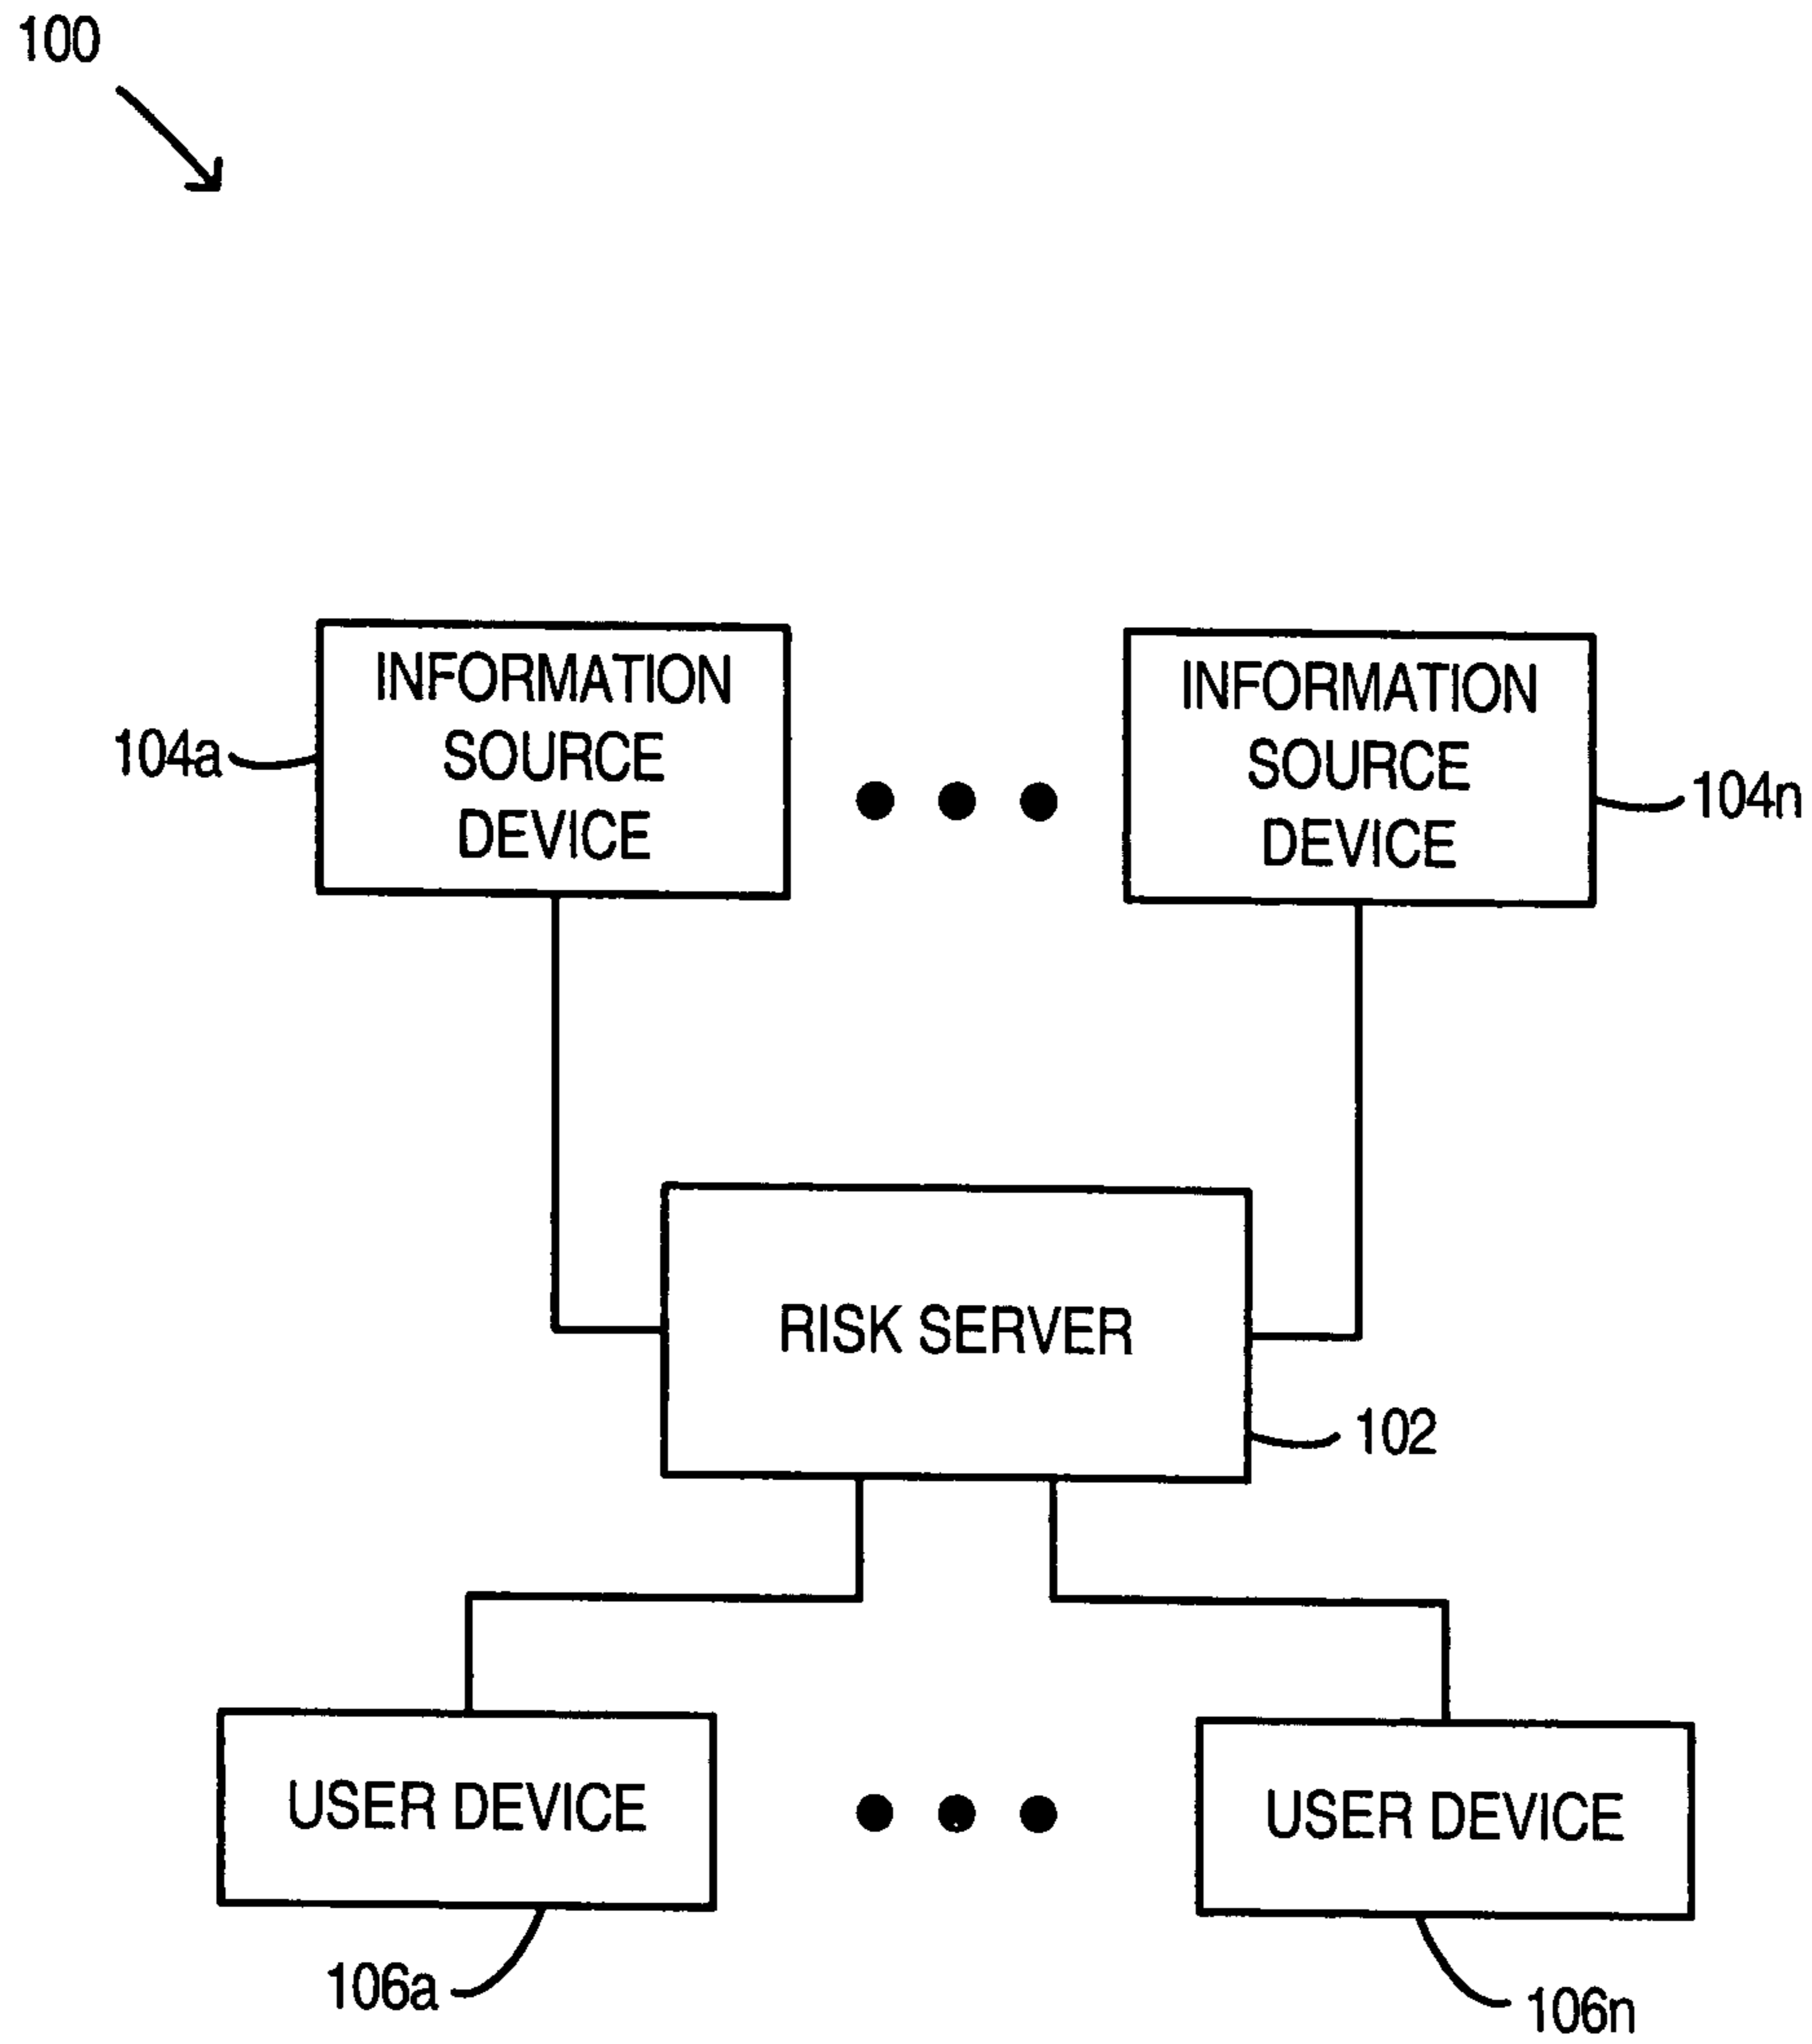 100
INFORMATION
SOURCE
DEVICE
104a
INFORMATION
SOURCE
DEVICE
104n
RISK SERVER
102
USER DEVICE
106a
USER DEVICE
106n